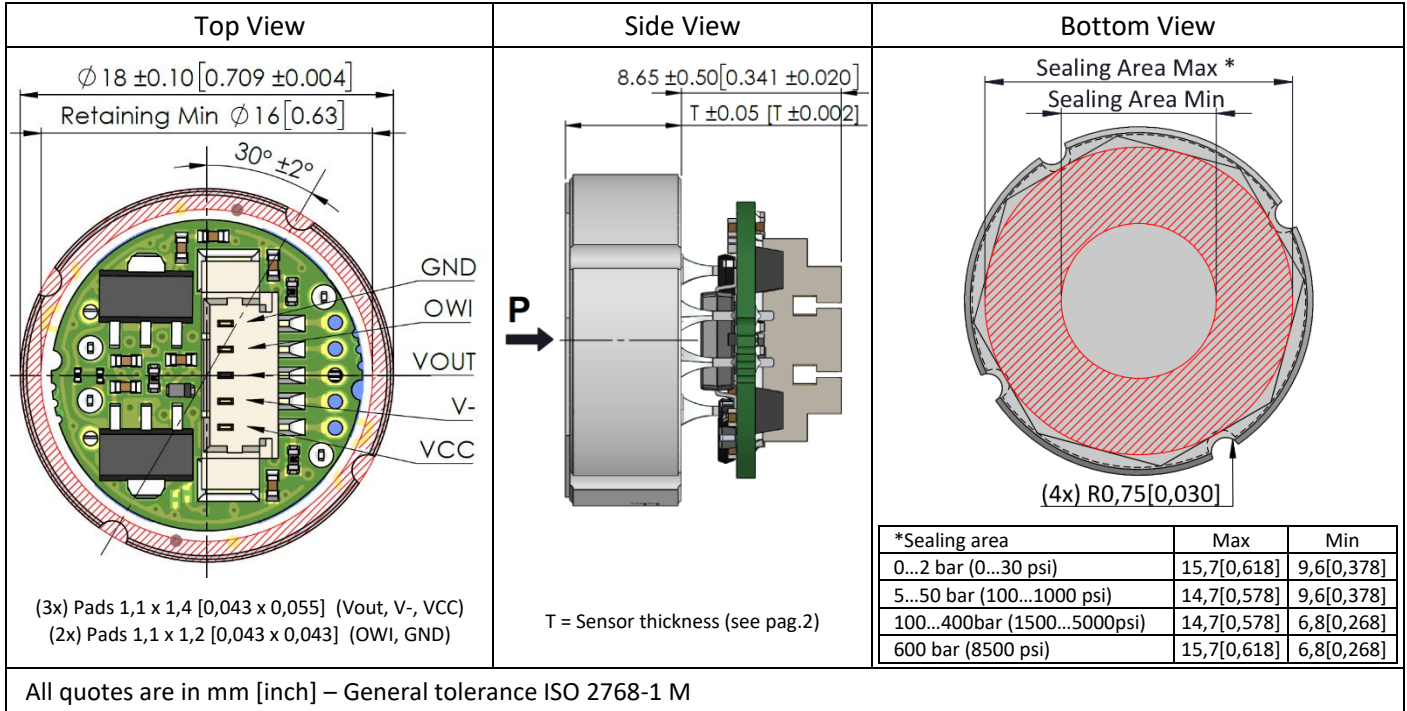 Top View
Side View
Bottom View
∅18 ±0.10[0.709 ±0.004]
Retaining Min ∅16[0.63]
30° ±2°
GND
OWI
VOUT
V-
VCC
(3x) Pads 1,1 x 1,4 [0,043 x 0,055]  (Vout, V-, VCC)
(2x) Pads 1,1 x 1,2 [0,043 x 0,043]  (OWI, GND)
8.65 ±0.50[0.341 ±0.020]
T ±0.05 [T ±0.002]
P
T = Sensor thickness (see pag.2)
Sealing Area Max *
Sealing Area Min
(4x) R0,75[0,030]
*Sealing area Max Min
0...2 bar (0...30 psi) 15,7[0,618] 9,6[0,378]
5...50 bar (100...1000 psi) 14,7[0,578] 9,6[0,378]
100...400bar (1500...5000psi) 14,7[0,578] 6,8[0,268]
600 bar (8500 psi) 15,7[0,618] 6,8[0,268]
All quotes are in mm [inch] – General tolerance ISO 2768-1 M